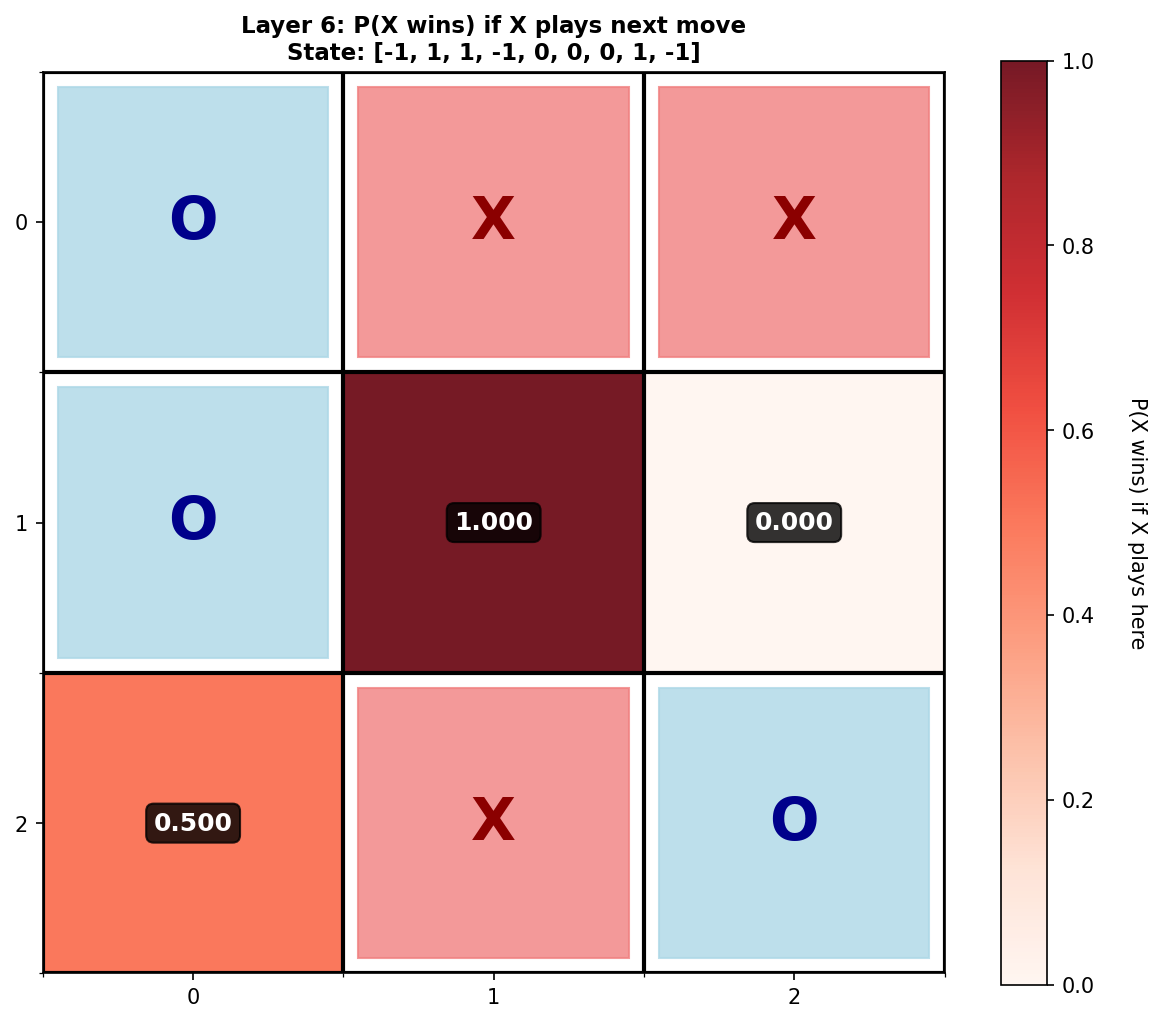 Layer 6: P(X wins) if X plays next move
State: [-1, 1, 1, -1, 0, 0, 0, 1, -1]
0
O
X
X
1
O
1.000
0.000
2
0.500
X
O
0
1
2
1.0
0.8
0.6
0.4
0.2
0.0
P(X wins) if X plays here